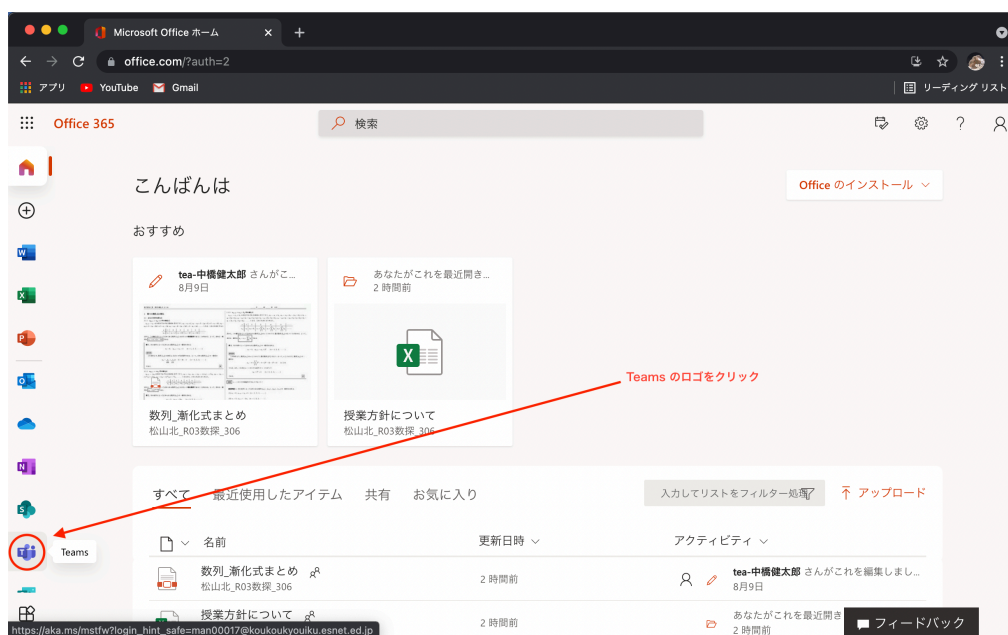 Microsoft Office ホーム
office.com/?auth=2
アプリ YouTube Gmail リーディング リスト
Office 365 検索
こんばんは
Office のインストール
おすすめ
tea-中橋健太郎 さんがこ...
8月9日
あなたがこれを最近開き...
2 時間前
Teams のロゴをクリック
数列_漸化式まとめ
松山北_R03数探_306
授業方針について
松山北_R03数探_306
すべて 最近使用したアイテム 共有 お気に入り
入力してリストをフィルター処理
アップロード
Teams
名前 更新日時 アクティビティ
数列_漸化式まとめ
松山北_R03数探_306
2 時間前
tea-中橋健太郎 さんがこれを編集しまし...
8月9日
授業方針について
2 時間前
あなたがこれを最近開き
2 時間前
フィードバック
https://aka.ms/mstfw?login_hint_safe=man00017@koukoukyouiku.esnet.ed.jp